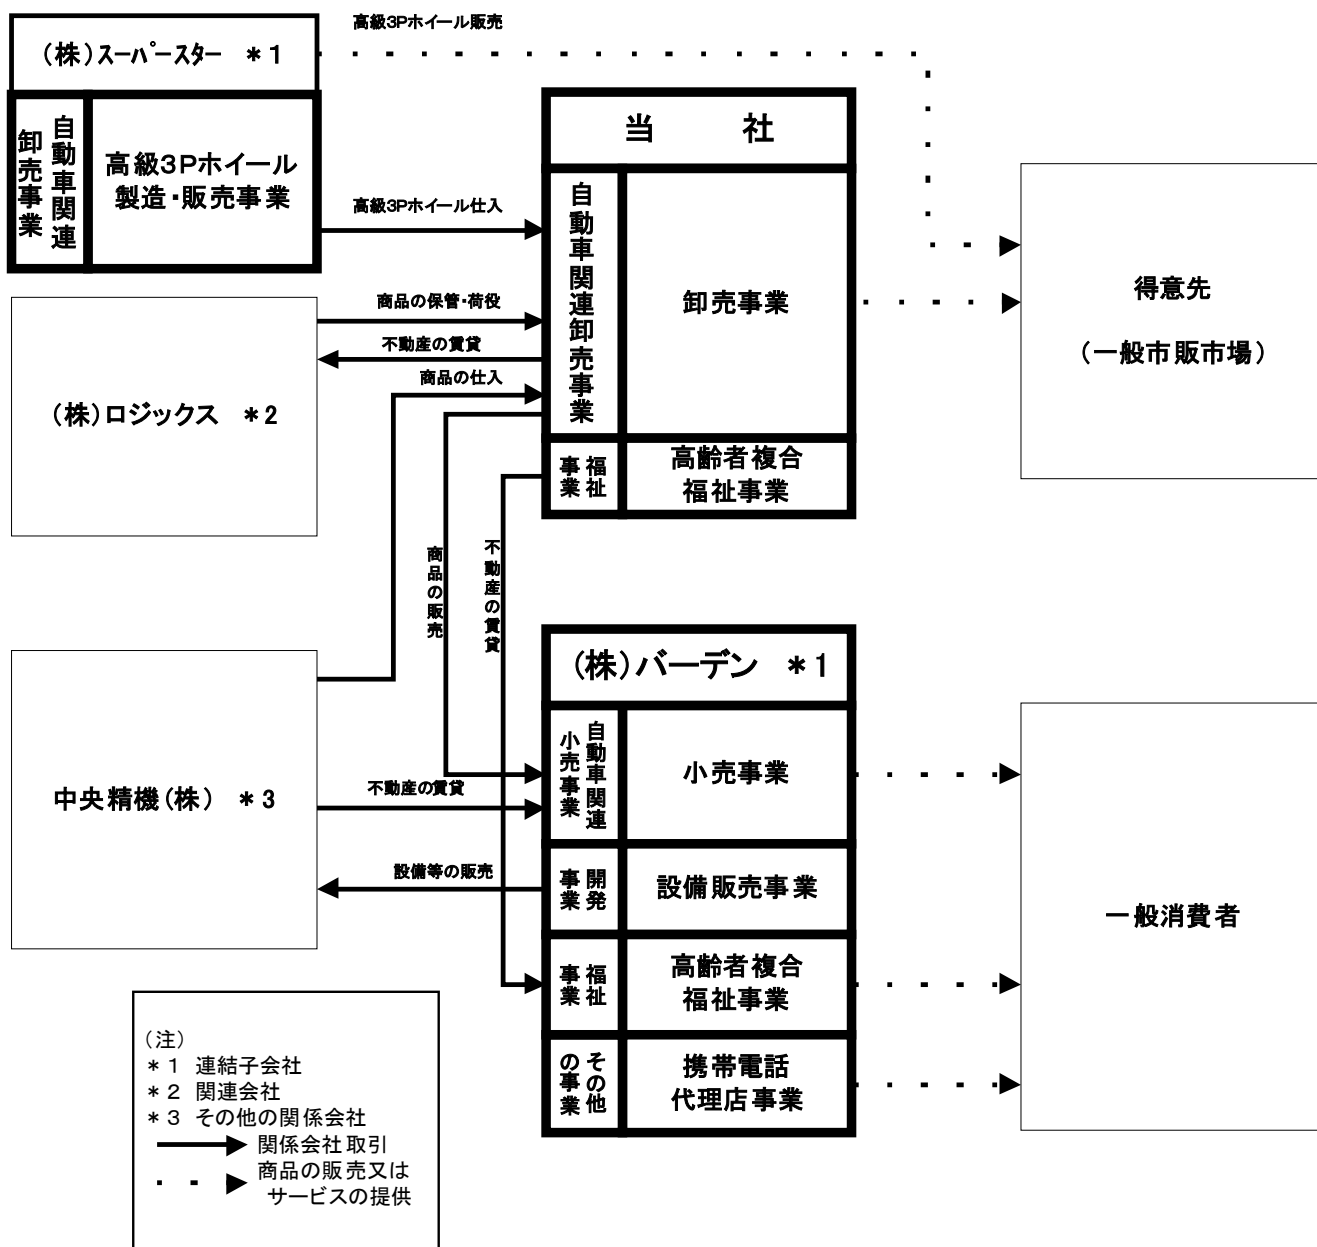 高級3Pホイール販売
(株)スーパースター ＊1
自動車関連
卸売事業
高級3Pホイール
製造・販売事業
高級3Pホイール仕入
当 社
自動車関連卸売事業
卸売事業
福祉
事業
高齢者複合
福祉事業
得意先
(一般市販市場)
商品の保管・荷役
不動産の賃貸
商品の仕入
(株)ロジックス ＊2
商品の販売
不動産の賃貸
(株)バーデン ＊1
自動車関連
小売事業
小売事業
中央精機(株) ＊3
不動産の賃貸
設備等の販売
開発
事業
設備販売事業
福祉
事業
高齢者複合
福祉事業
その他
の事業
携帯電話
代理店事業
一般消費者
(注)
＊1 連結子会社
＊2 関連会社
＊3 その他の関係会社
関係会社取引
商品の販売又は
サービスの提供